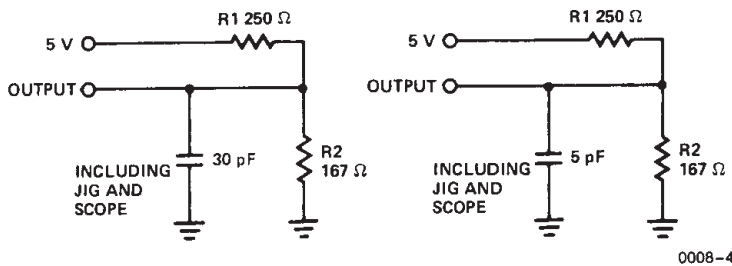 R1 250 Ω
5 V
OUTPUT
30 pF
INCLUDING
JIG AND
SCOPE
R2
167 Ω
R1 250 Ω
5 V
OUTPUT
5 pF
INCLUDING
JIG AND
SCOPE
R2
167 Ω
0008-4